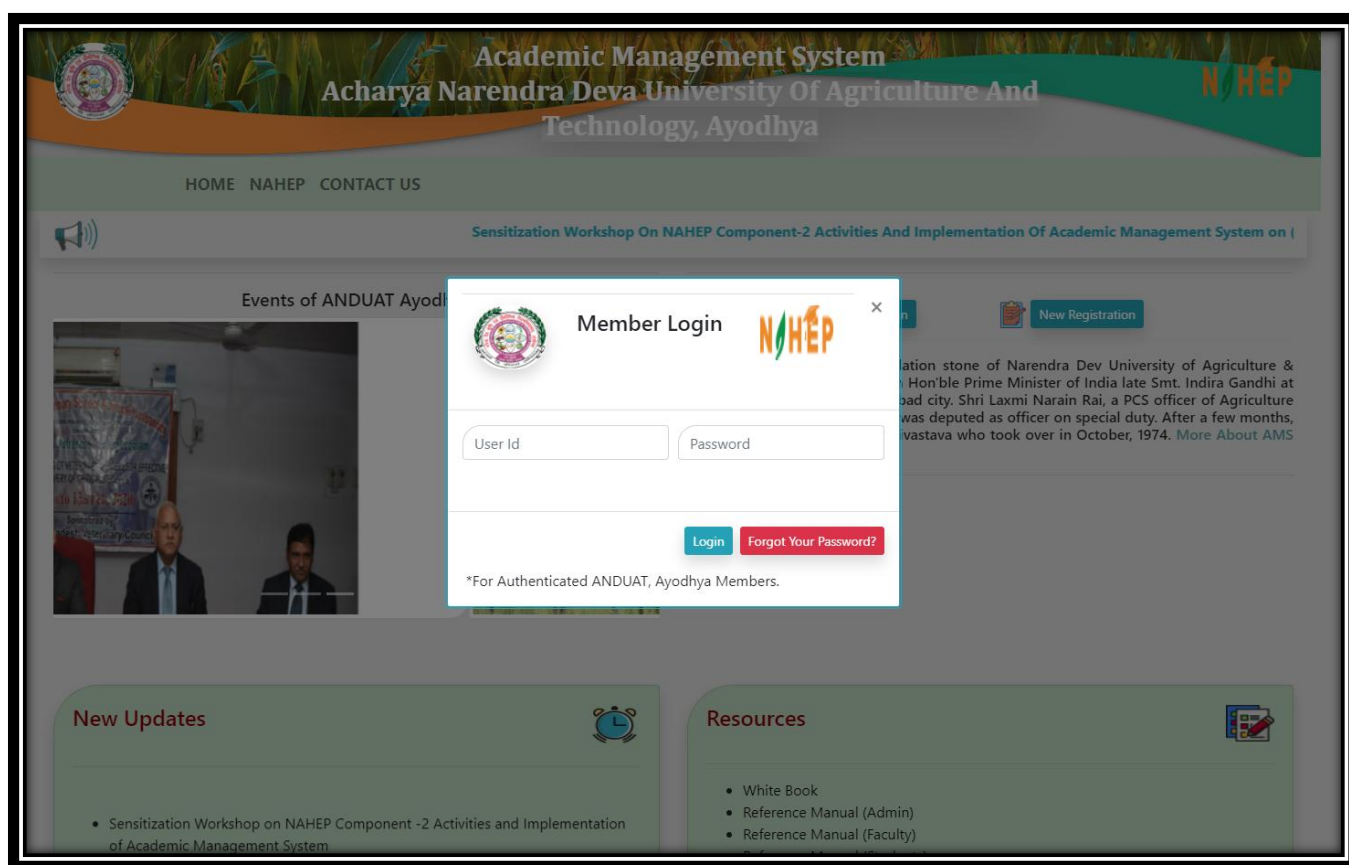 Academic Management System
Acharya Narendra Deva University Of Agriculture And
Technology, Ayodhya
NAHEP
HOME NAHEP CONTACT US
Sensitization Workshop On NAHEP Component-2 Activities And Implementation Of Academic Management System on (
Events of ANDUAT Ayodh
New Registration
Member Login
NAHEP
×
User Id
Password
Login
Forgot Your Password?
*For Authenticated ANDUAT, Ayodhya Members.
lation stone of Narendra Dev University of Agriculture &
Hon'ble Prime Minister of India late Smt. Indira Gandhi at
bad city. Shri Laxmi Narain Rai, a PCS officer of Agriculture
was deputed as officer on special duty. After a few months,
ivastava who took over in October, 1974. More About AMS
New Updates
Sensitization Workshop on NAHEP Component -2 Activities and Implementation
of Academic Management System
Resources
White Book
Reference Manual (Admin)
Reference Manual (Faculty)